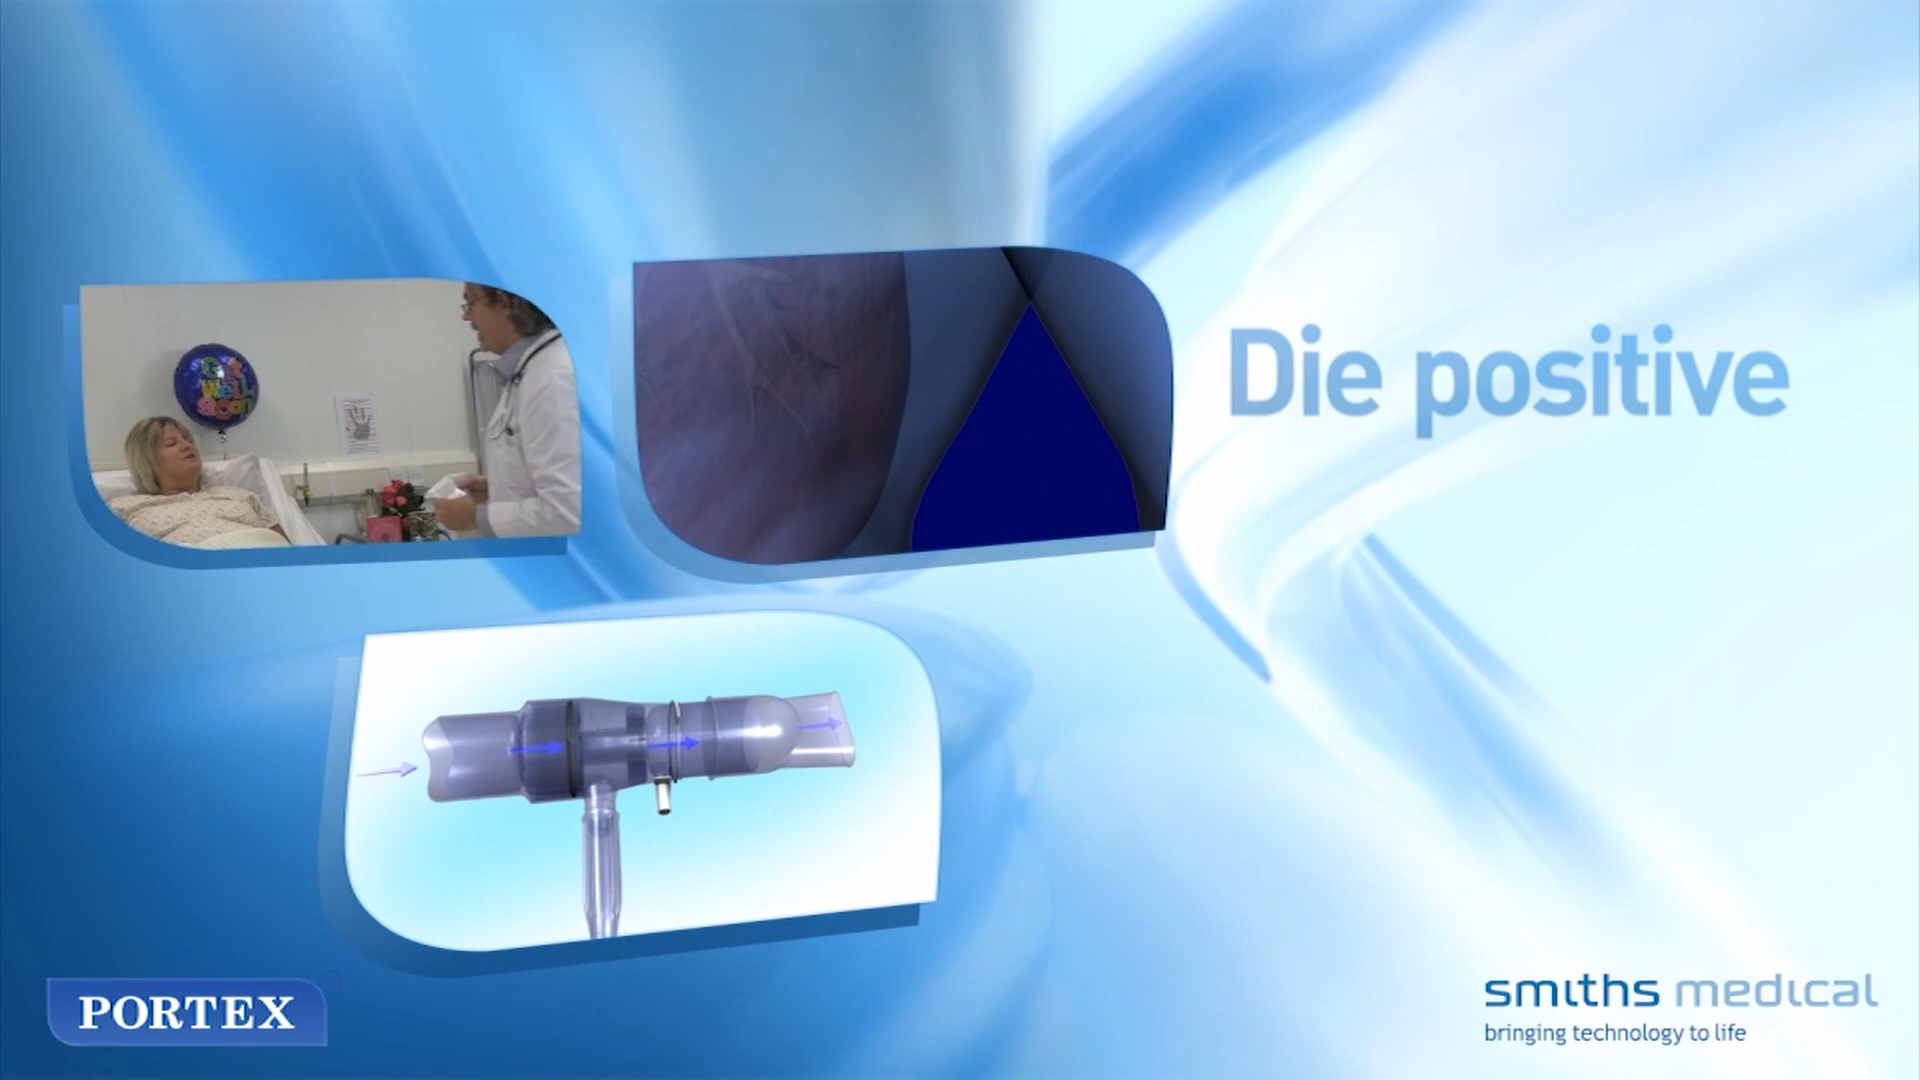 Get
Well
Soon
Die positive
PORTEX
smiths medical
bringing technology to life